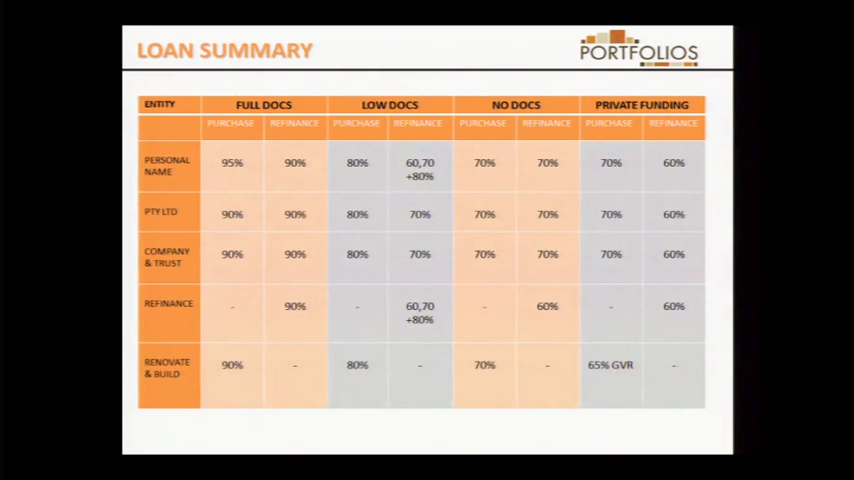 LOAN SUMMARY
PORTFOLIOS
ENTITY FULL DOCS LOW DOCS NO DOCS PRIVATE FUNDING
PURCHASE REFINANCE PURCHASE REFINANCE PURCHASE REFINANCE PURCHASE REFINANCE
PERSONAL 95% 90% 80% 60,70 70% 70% 70% 60%
NAME +80%
PTY LTD 90% 90% 80% 70% 70% 70% 70% 60%
COMPANY 90% 90% 80% 70% 70% 70% 70% 60%
& TRUST
REFINANCE - 90% - 60,70 - 60% - 60%
+80%
RENOVATE 90% - 80% - 70% - 65% GVR -
& BUILD